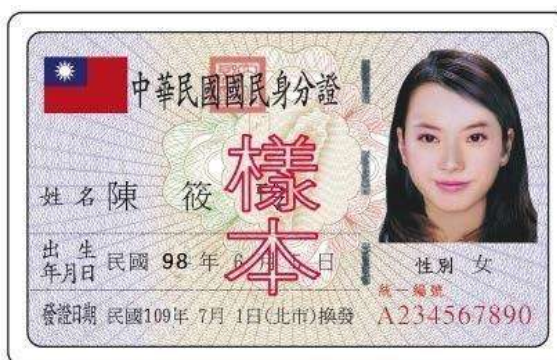 中華民國國民身分證
樣本
姓名 陳 筱
出生年月日 民國 98 年 6 月 日
性別 女
統一編號
A234567890
發證日期 民國109年 7月 1日(北市)換發